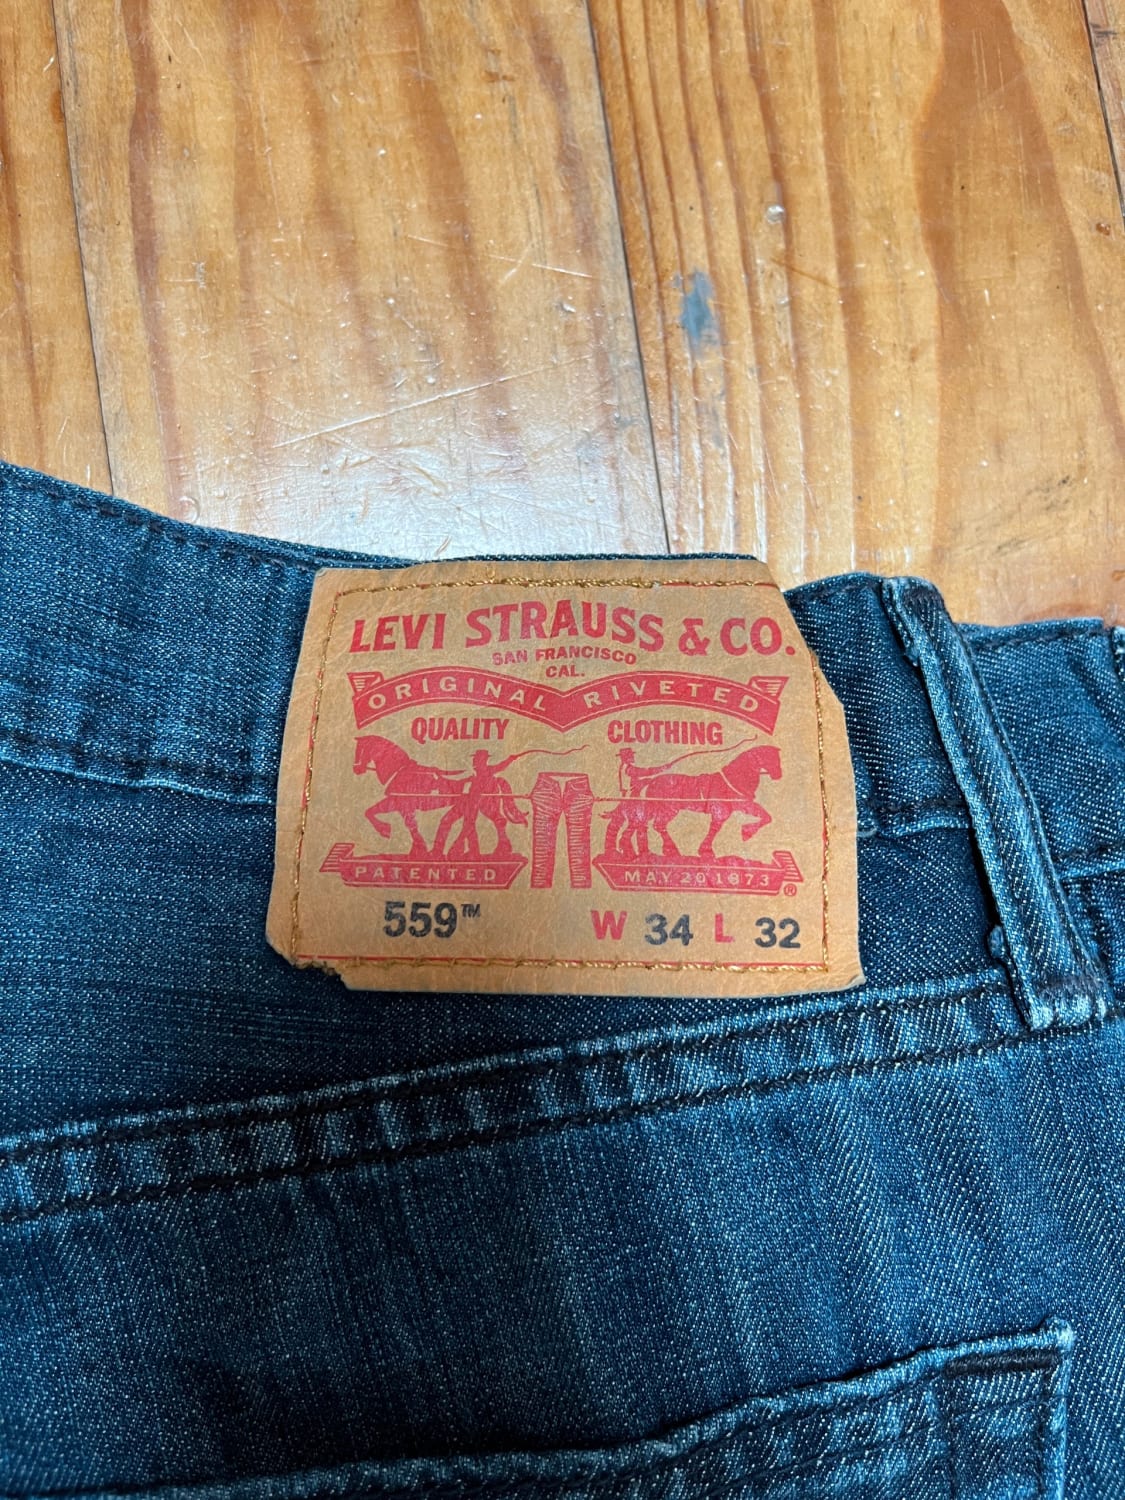 LEVI STRAUSS & CO.
SAN FRANCISCO
CAL.
ORIGINAL RIVETED
QUALITY CLOTHING
PATENTED MAY 20 1873 ®
559™ W 34 L 32